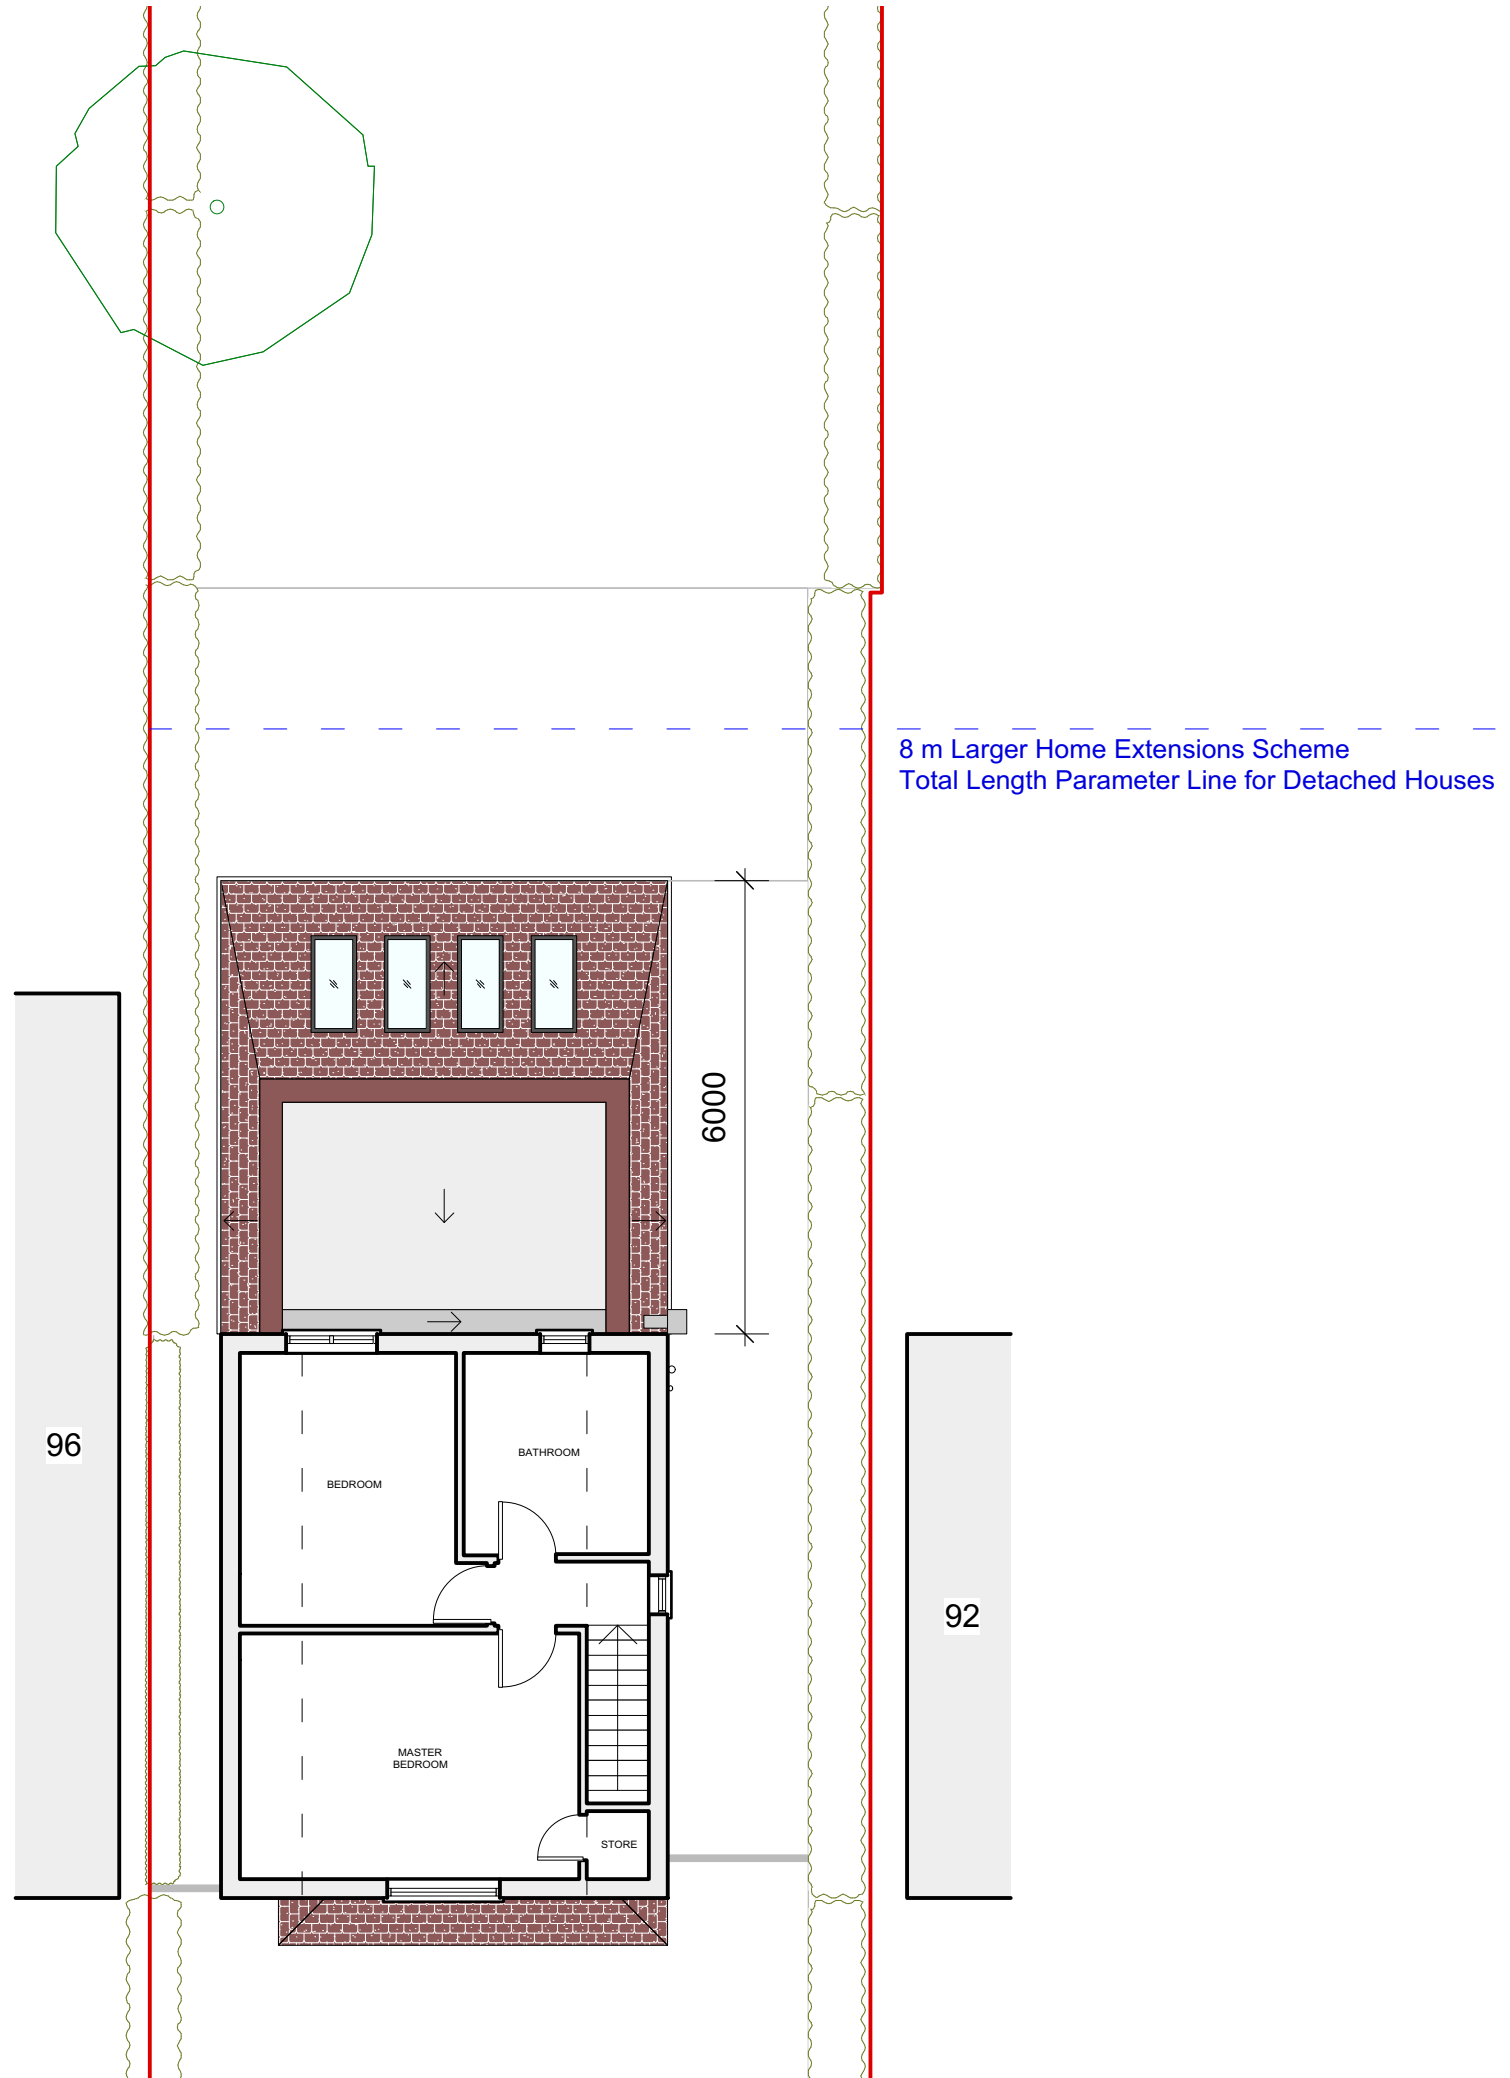 8 m Larger Home Extensions Scheme
Total Length Parameter Line for Detached Houses
6000
96
BATHROOM
BEDROOM
92
MASTER
BEDROOM
STORE